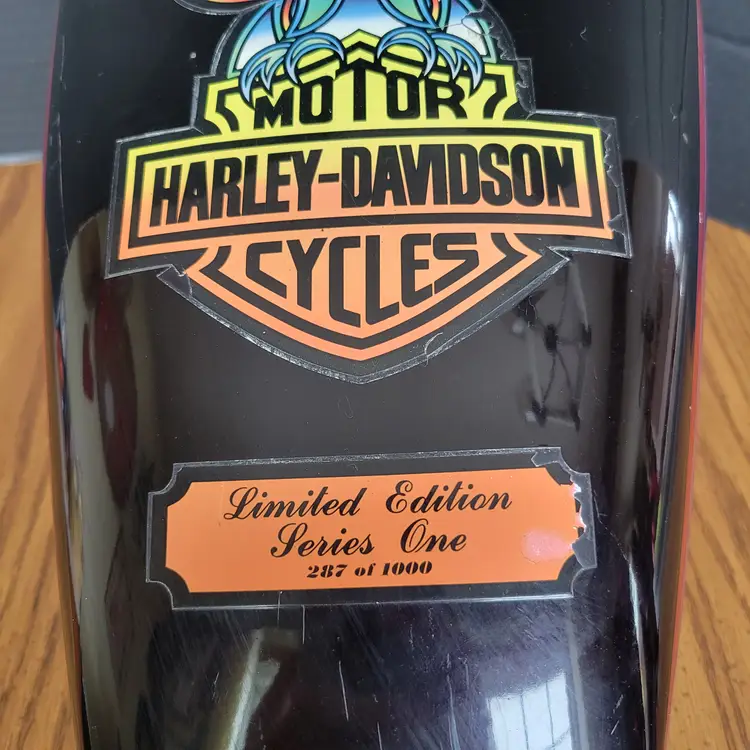 MOTOR
HARLEY-DAVIDSON
CYCLES
Limited Edition
Series One
287 of 1000